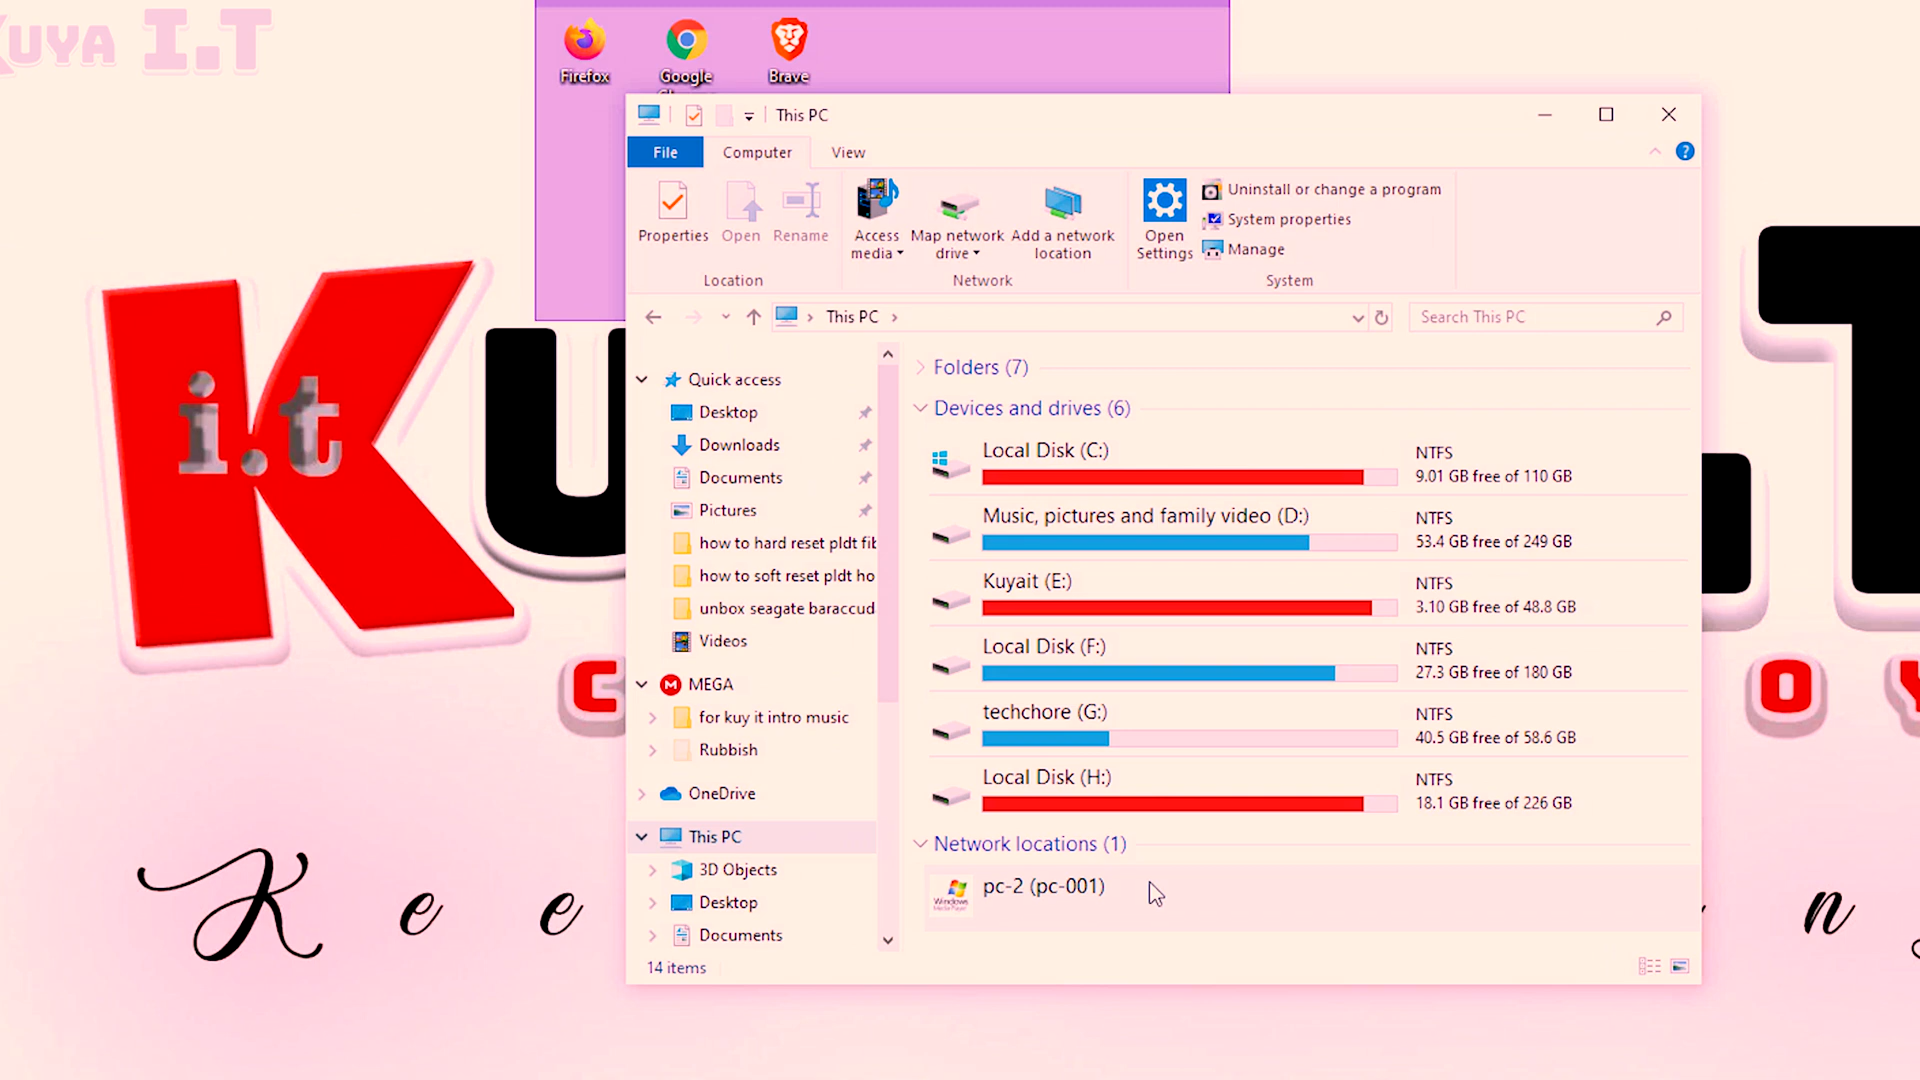 Kuya I.T
Firefox
Google
Brave
This PC
File
Computer
View
Properties
Open
Rename
Access media
Map network drive
Add a network location
Open Settings
Uninstall or change a program
System properties
Manage
Location
Network
System
This PC
Search This PC
Quick access
Desktop
Downloads
Documents
Pictures
how to hard reset pldt fib
how to soft reset pldt ho
unbox seagate baraccud
Videos
MEGA
for kuy it intro music
Rubbish
OneDrive
This PC
3D Objects
Desktop
Documents
Folders (7)
Devices and drives (6)
Local Disk (C:)
NTFS
9.01 GB free of 110 GB
Music, pictures and family video (D:)
NTFS
53.4 GB free of 249 GB
Kuyait (E:)
NTFS
3.10 GB free of 48.8 GB
Local Disk (F:)
NTFS
27.3 GB free of 180 GB
techchore (G:)
NTFS
40.5 GB free of 58.6 GB
Local Disk (H:)
NTFS
18.1 GB free of 226 GB
Network locations (1)
pc-2 (pc-001)
Windows
Media Player
14 items
i.t
Ku
T
C
O
Kee
n